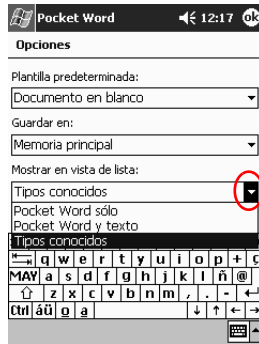 Pocket Word 12:17 ok
Opciones
Plantilla predeterminada:
Documento en blanco
Guardar en:
Memoria principal
Mostrar en vista de lista:
Tipos conocidos
Pocket Word sólo
Pocket Word y texto
Tipos conocidos
q w e r t y u i o p + ç
MAY a s d f g h j k l ñ @
z x c v b n m , . -
Ctrl áü º ª